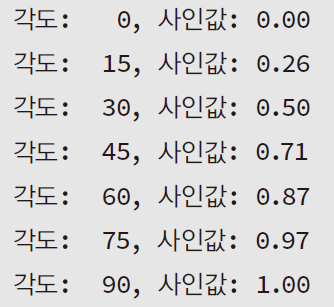 각도:    0, 사인값: 0.00
각도:   15, 사인값: 0.26
각도:   30, 사인값: 0.50
각도:   45, 사인값: 0.71
각도:   60, 사인값: 0.87
각도:   75, 사인값: 0.97
각도:   90, 사인값: 1.00